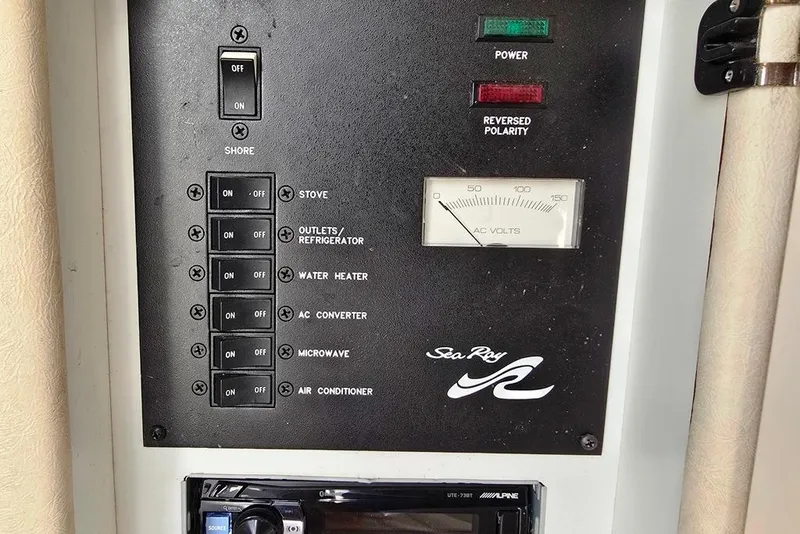 OFF
ON
SHORE
POWER
REVERSED
POLARITY
ON OFF STOVE
ON OFF OUTLETS/
REFRIGERATOR
ON OFF WATER HEATER
ON OFF AC CONVERTER
ON OFF MICROWAVE
ON OFF AIR CONDITIONER
0 50 100 150
AC VOLTS
Sea Ray
UTE-73BT ALPINE
SOURCE